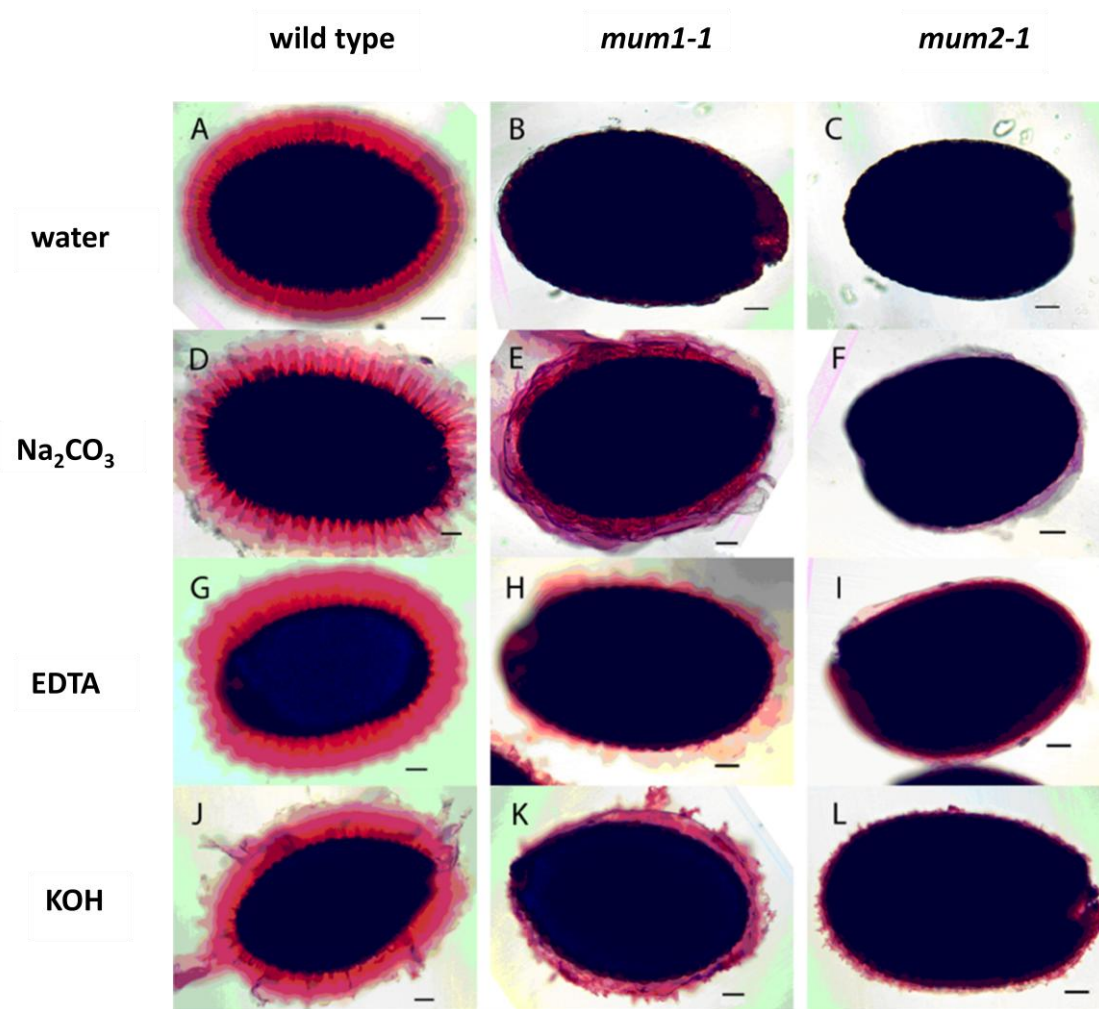 wild type mum1-1 mum2-1
water A B C
Na₂CO₃ D E F
EDTA G H I
KOH J K L